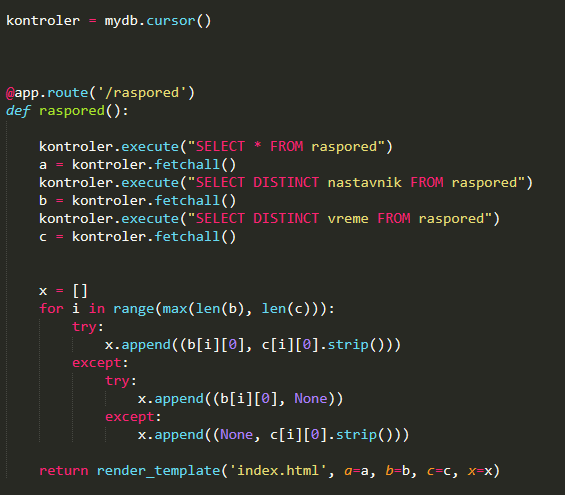 kontroler = mydb.cursor()
@app.route('/raspored')
def raspored():
kontroler.execute("SELECT * FROM raspored")
a = kontroler.fetchall()
kontroler.execute("SELECT DISTINCT nastavnik FROM raspored")
b = kontroler.fetchall()
kontroler.execute("SELECT DISTINCT vreme FROM raspored")
c = kontroler.fetchall()
x = []
for i in range(max(len(b), len(c))):
try:
x.append((b[i][0], c[i][0].strip()))
except:
try:
x.append((b[i][0], None))
except:
x.append((None, c[i][0].strip()))
return render_template('index.html', a=a, b=b, c=c, x=x)